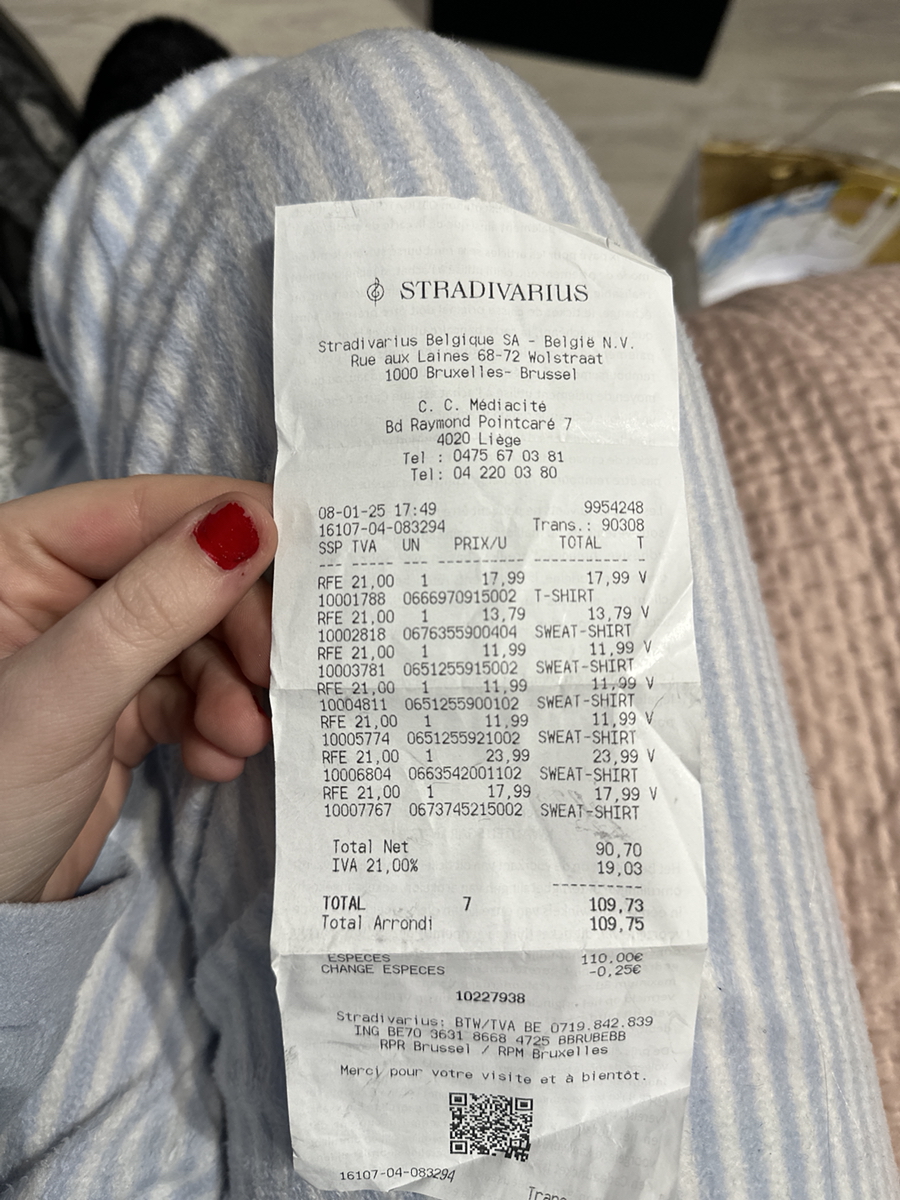 STRADIVARIUS
Stradivarius Belgique SA - België N.V.
Rue aux Laines 68-72 Wolstraat
1000 Bruxelles- Brussel
C. C. Médiacité
Bd Raymond Pointcaré 7
4020 Liège
Tel : 0475 67 03 81
Tel: 04 220 03 80
08-01-25 17:49 9954248
16107-04-083294 Trans.: 90308
SSP TVA UN PRIX/U TOTAL T
--- ----- --- ----------- ----------- -
RFE 21,00 1 17,99 17,99 V
10001788 0666970915002 T-SHIRT
RFE 21,00 1 13,79 13,79 V
10002818 0676355900404 SWEAT-SHIRT
RFE 21,00 1 11,99 11,99 V
10003781 0651255915002 SWEAT-SHIRT
RFE 21,00 1 11,99 11,99 V
10004811 0651255900102 SWEAT-SHIRT
RFE 21,00 1 11,99 11,99 V
10005774 0651255921002 SWEAT-SHIRT
RFE 21,00 1 23,99 23,99 V
10006804 0663542001102 SWEAT-SHIRT
RFE 21,00 1 17,99 17,99 V
10007767 0673745215002 SWEAT-SHIRT
Total Net 90,70
IVA 21,00% 19,03
----------
TOTAL 7 109,73
Total Arrondi 109,75
ESPECES 110,00€
CHANGE ESPECES -0,25€
10227938
Stradivarius: BTW/TVA BE 0719.842.839
ING BE70 3631 8668 4725 BBRUBEBB
RPR Brussel / RPM Bruxelles
Merci pour votre visite et à bientôt.
16107-04-083294